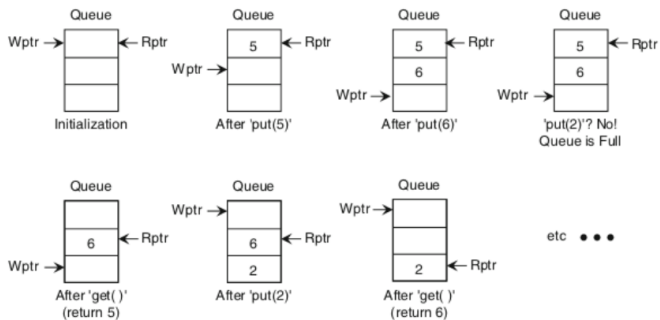 Queue Queue Queue Queue
Wptr Rptr 5 Rptr 5 Rptr 5 Rptr
Wptr 6 6
Wptr Wptr
Initialization After 'put(5)' After 'put(6)' 'put(2)'? No!
Queue is Full
Queue Queue Queue
Wptr Wptr
6 Rptr 6 Rptr etc •••
Wptr 2 2 Rptr
After 'get( )' After 'put(2)' After 'get( )'
(return 5) (return 6)